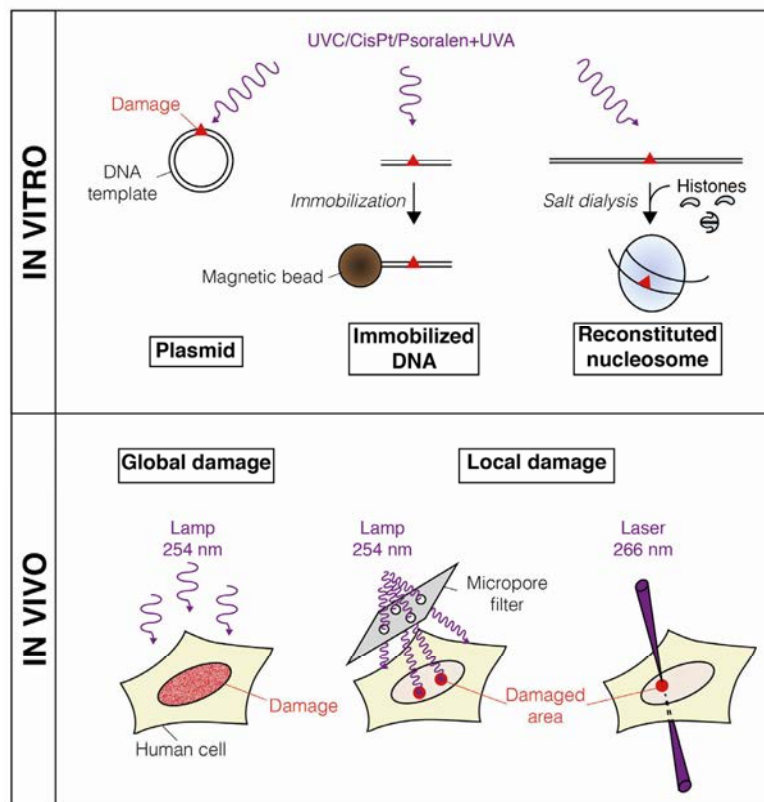 IN VITRO
UVC/CisPt/Psoralen+UVA
Damage
DNA
template
Immobilization
Magnetic bead
Salt dialysis
Histones
Plasmid
Immobilized
DNA
Reconstituted
nucleosome
IN VIVO
Global damage
Local damage
Lamp
254 nm
Lamp
254 nm
Micropore
filter
Laser
266 nm
Damage
Human cell
Damaged
area